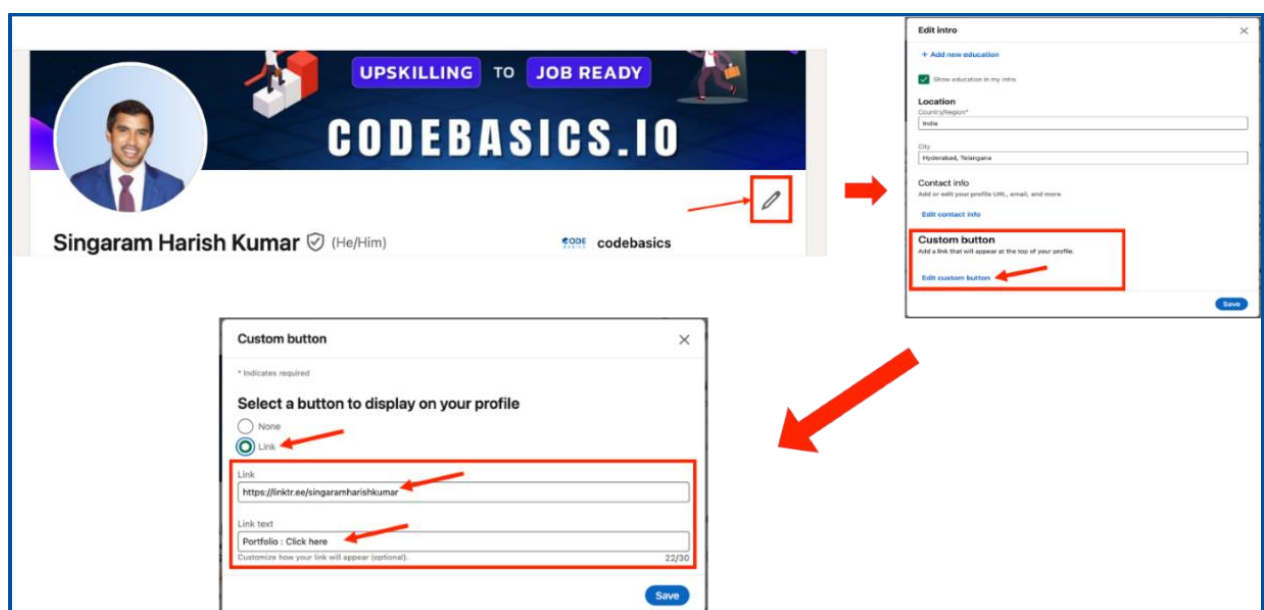 UPSKILLING TO JOB READY
CODEBASICS.IO
Singaram Harish Kumar (He/Him)
CODE BASICS codebasics
Edit intro
+ Add new education
Show education in my intro
Location
Country/Region*
India
City
Hyderabad, Telangana
Contact info
Add or edit your profile URL, email, and more
Edit contact info
Custom button
Add a link that will appear at the top of your profile.
Edit custom button
Save
Custom button
* Indicates required
Select a button to display on your profile
None
Link
Link
https://linktr.ee/singaramharishkumar
Link text
Portfolio : Click here
Customize how your link will appear (optional). 22/30
Save